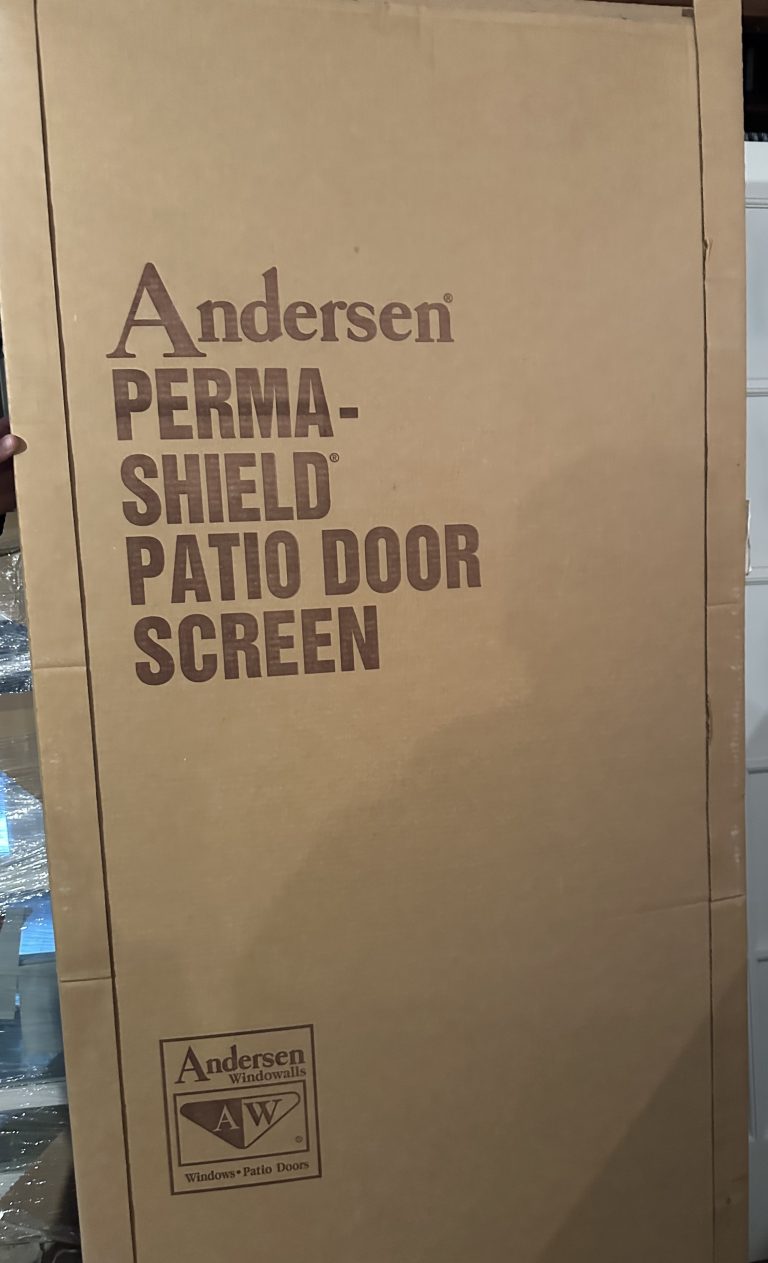 Andersen®
PERMA-
SHIELD®
PATIO DOOR
SCREEN
Andersen
Windowalls
AW
®
Windows•Patio Doors